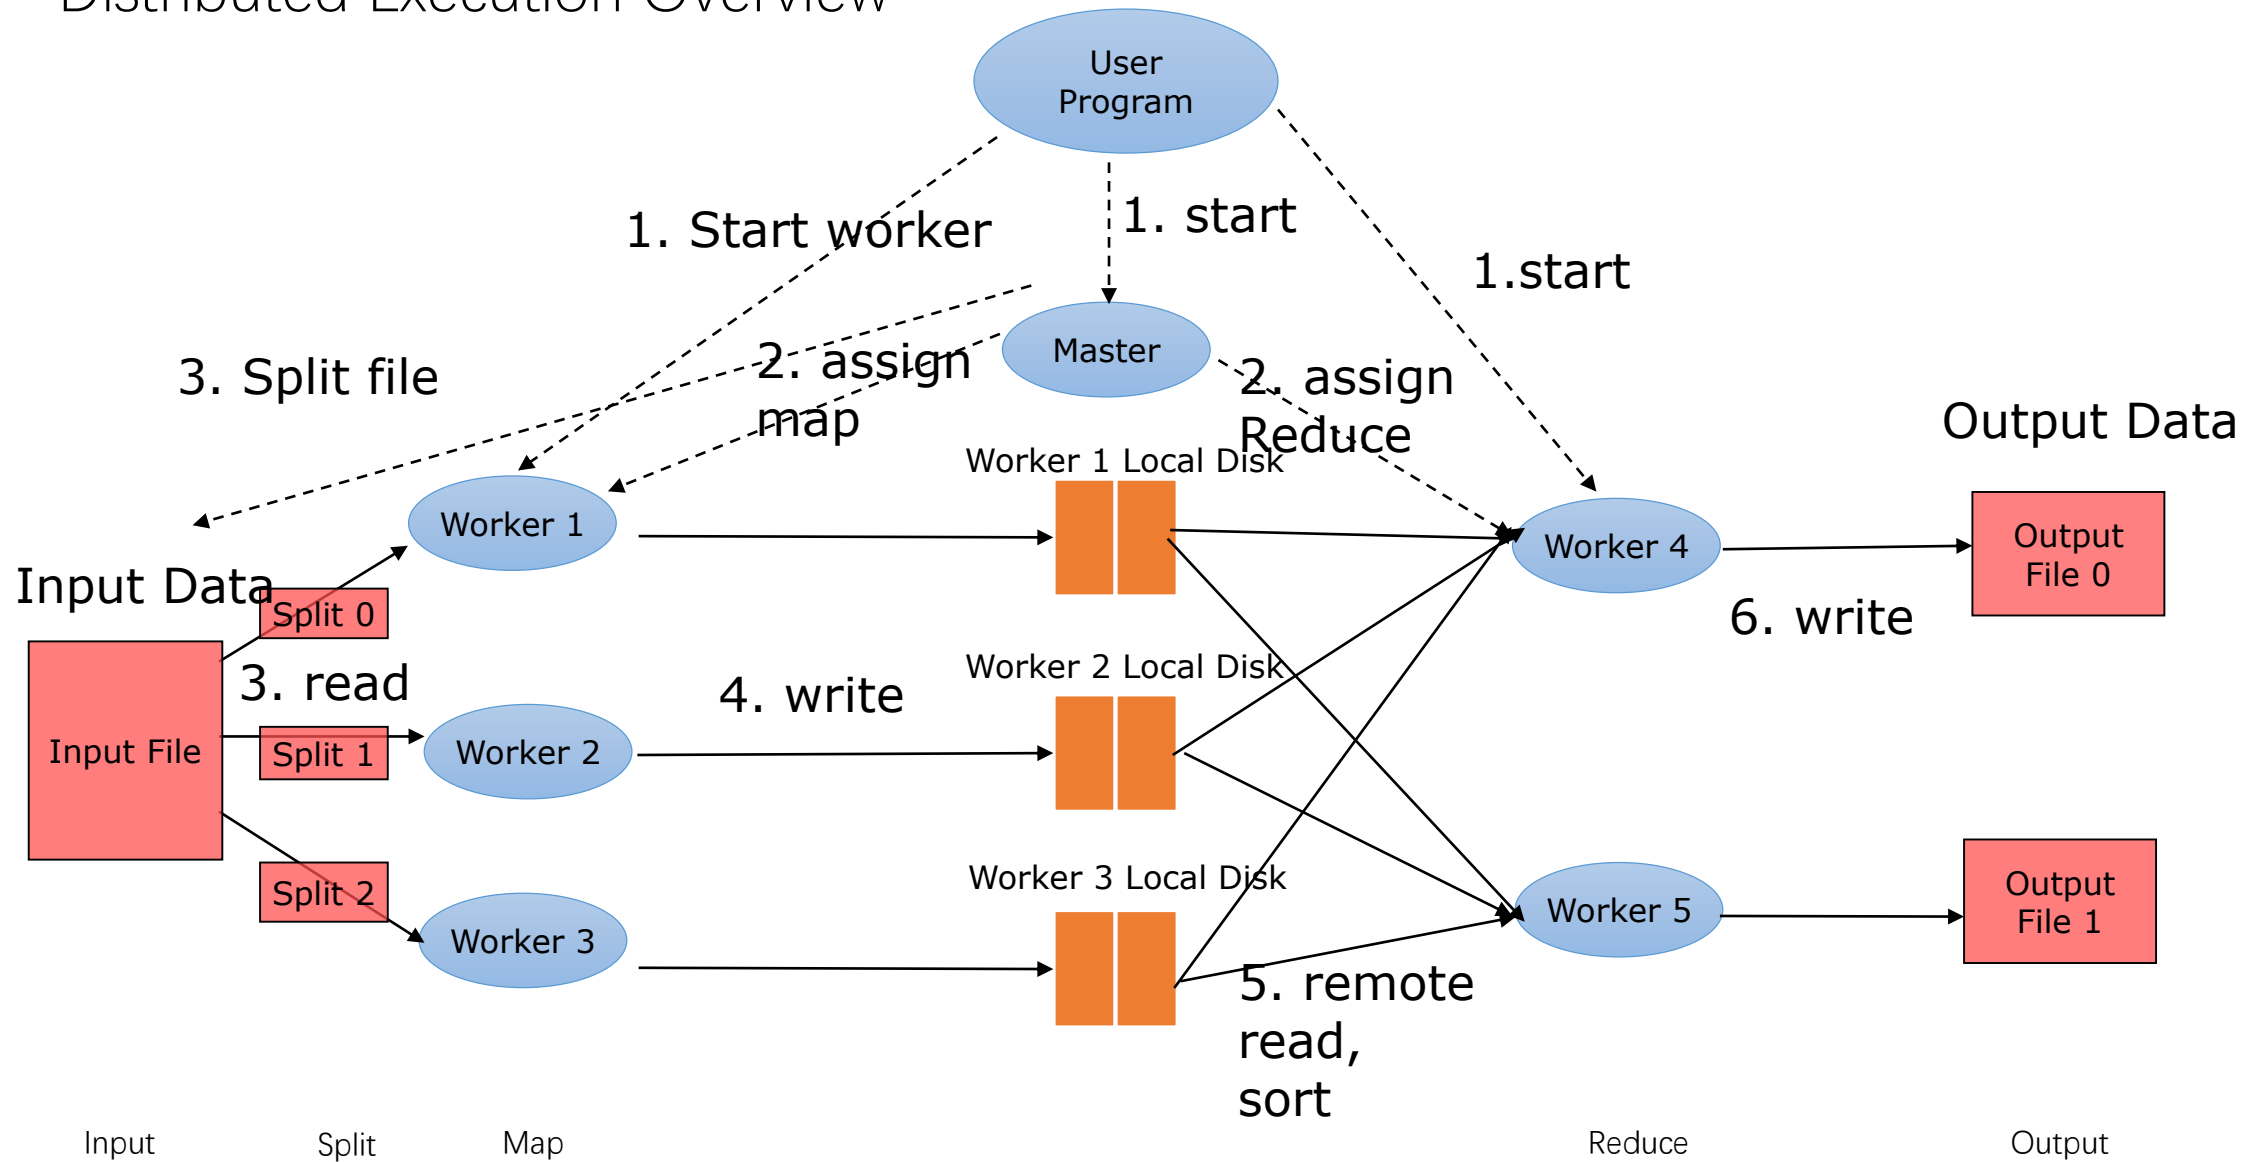 Distributed Execution Overview
User
Program
1. Start worker
1. start
1.start
3. Split file
2. assign
map
Master
2. assign
Reduce
Output Data
Worker 1 Local Disk
Worker 1
Worker 4
Output
File 0
Input Data
Split 0
6. write
3. read
Worker 2 Local Disk
4. write
Input File
Split 1
Worker 2
Worker 3 Local Disk
Split 2
Worker 3
Worker 5
Output
File 1
5. remote
read,
sort
Input
Split
Map
Reduce
Output